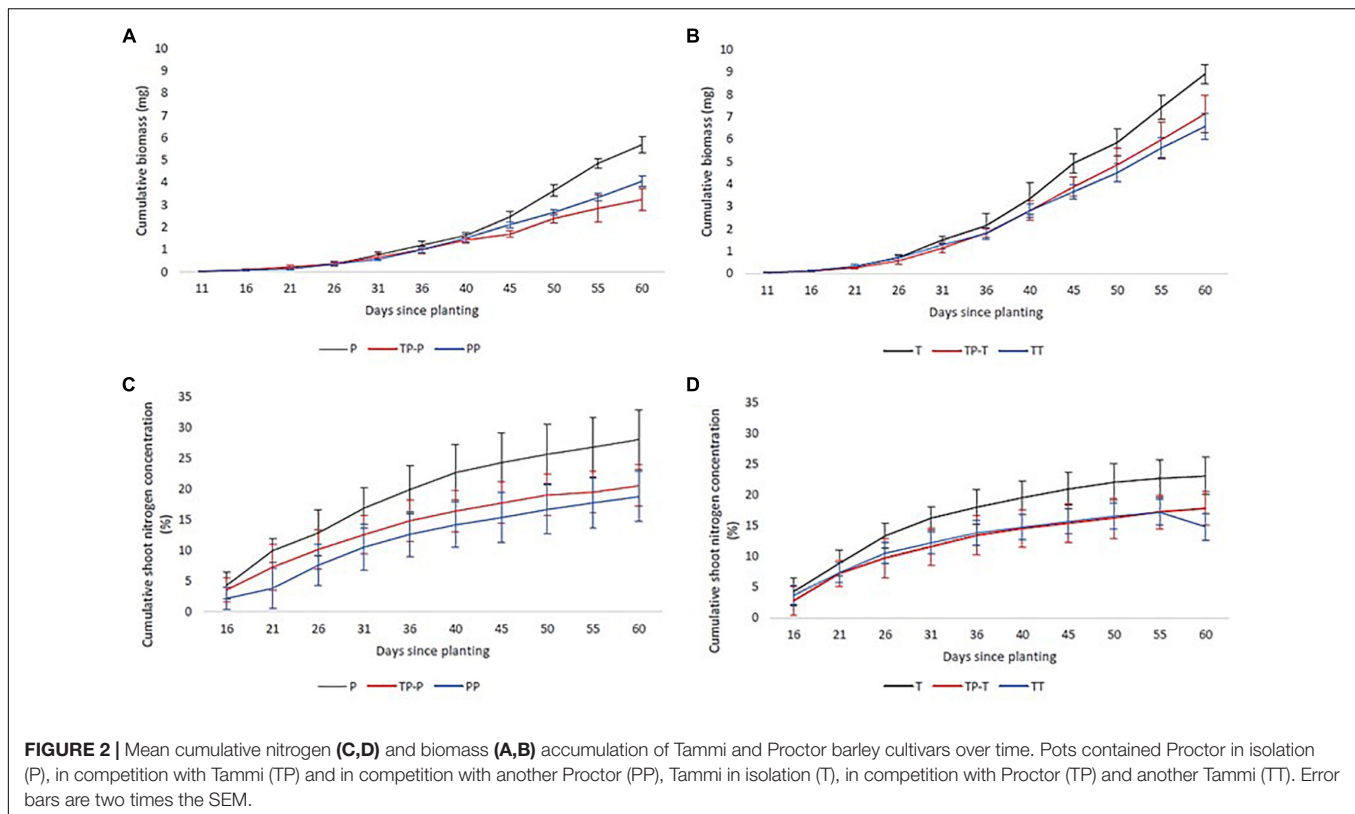 A
10
9
8
7
6
5
4
3
2
1
0
Cumulative biomass (mg)
11 16 21 26 31 36 40 45 50 55 60
Days since planting
P TP-P PP
B
10
9
8
7
6
5
4
3
2
1
0
Cumulative biomass (mg)
11 16 21 26 31 36 40 45 50 55 60
Days since planting
T TP-T TT
C
35
30
25
20
15
10
5
0
Cumulative shoot nitrogen concentration
(%)
16 21 26 31 36 40 45 50 55 60
Days since planting
P TP-P PP
D
35
30
25
20
15
10
5
0
Cumulative shoot nitrogen concentration
(%)
16 21 26 31 36 40 45 50 55 60
Days since planting
T TP-T TT
FIGURE 2 | Mean cumulative nitrogen (C,D) and biomass (A,B) accumulation of Tammi and Proctor barley cultivars over time. Pots contained Proctor in isolation
(P), in competition with Tammi (TP) and in competition with another Proctor (PP), Tammi in isolation (T), in competition with Proctor (TP) and another Tammi (TT). Error
bars are two times the SEM.